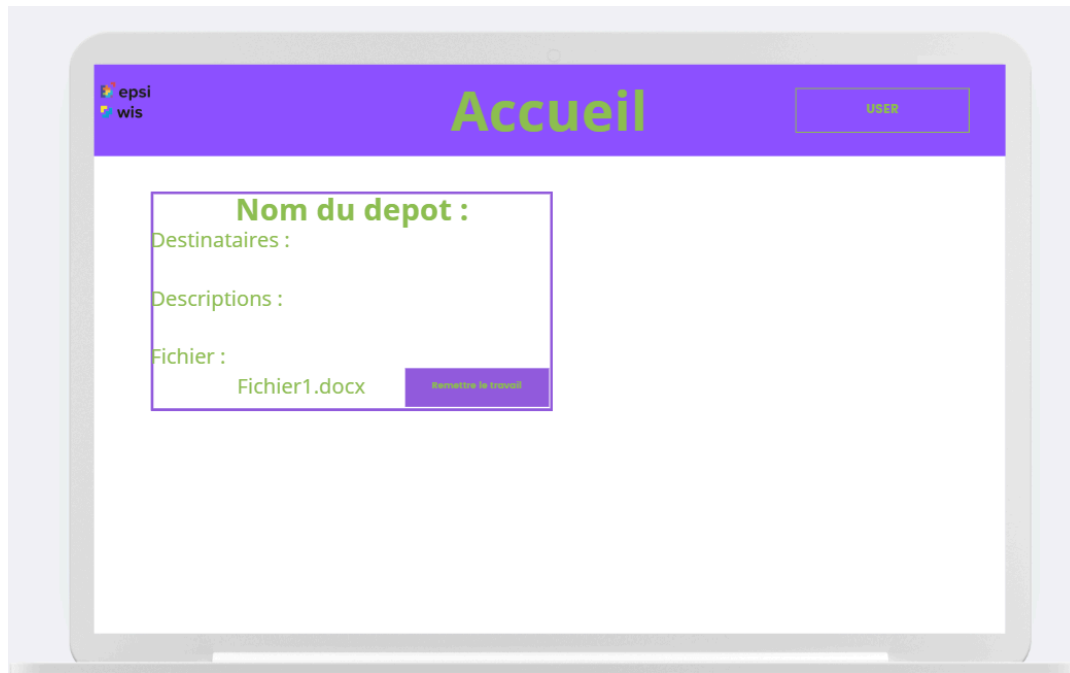 epsi
wis
Accueil
USER
Nom du depot :
Destinataires :
Descriptions :
Fichier :
Fichier1.docx
Remettre le travail